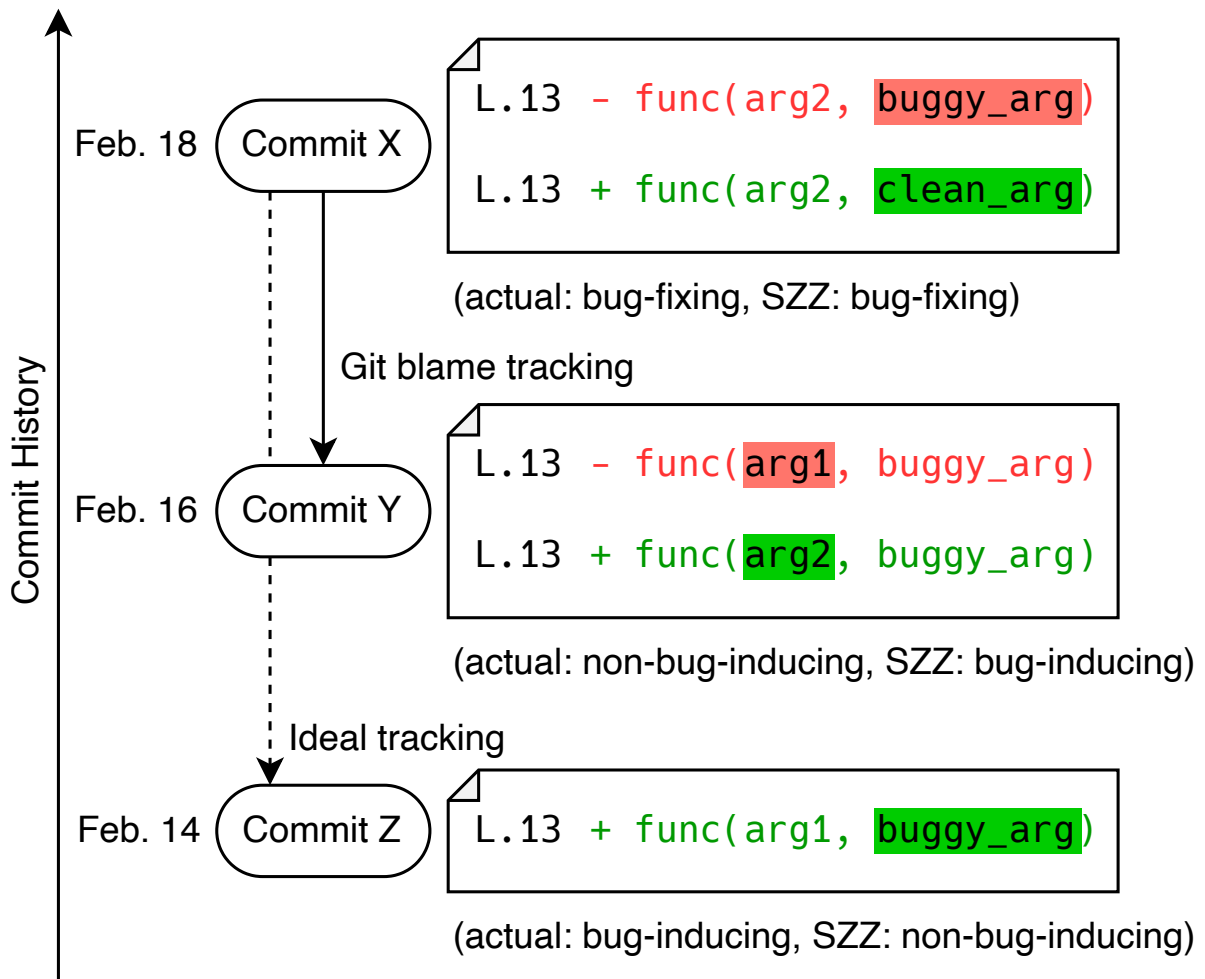 Commit History
Feb. 18
Commit X
L.13 - func(arg2, buggy_arg)
L.13 + func(arg2, clean_arg)
(actual: bug-fixing, SZZ: bug-fixing)
Git blame tracking
Feb. 16
Commit Y
L.13 - func(arg1, buggy_arg)
L.13 + func(arg2, buggy_arg)
(actual: non-bug-inducing, SZZ: bug-inducing)
Ideal tracking
Feb. 14
Commit Z
L.13 + func(arg1, buggy_arg)
(actual: bug-inducing, SZZ: non-bug-inducing)